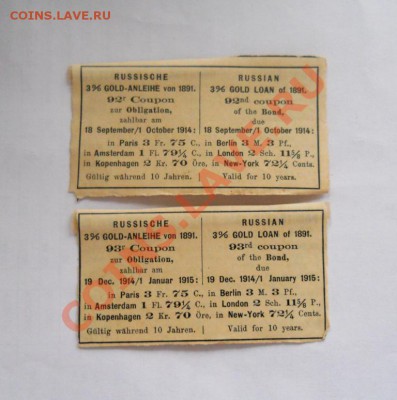 COINS.LAVE.RU
RUSSISCHE
3% GOLD-ANLEIHE von 1891.
92r Coupon
zur Obligation,
zahlbar am
18 September/1 October 1914:
in Paris 3 Fr. 75 C.,
in Amsterdam 1 Fl. 79½ C.,
in Kopenhagen 2 Kr. 70 Öre,
Gültig während 10 Jahren.
RUSSIAN
3% GOLD LOAN of 1891.
92nd coupon
of the Bond,
due
18 September/1 October 1914:
in Berlin 3 M. 3 Pf.,
in London 2 Sch. 11⅝ P.,
in New-York 72¼ Cents.
Valid for 10 years.
RUSSISCHE
3% GOLD-ANLEIHE von 1891.
93r Coupon
zur Obligation,
zahlbar am
19 Dec. 1914/1 Januar 1915:
in Paris 3 Fr. 75 C.,
in Amsterdam 1 Fl. 79½ C.,
in Kopenhagen 2 Kr. 70 Öre,
Gültig während 10 Jahren.
RUSSIAN
3% GOLD LOAN of 1891.
93rd coupon
of the Bond,
due
19 Dec. 1914/1 January 1915:
in Berlin 3 M. 3 Pf.,
in London 2 Sch. 11⅝ P.,
in New-York 72¼ Cents.
Valid for 10 years.
COINS.LAVE.RU